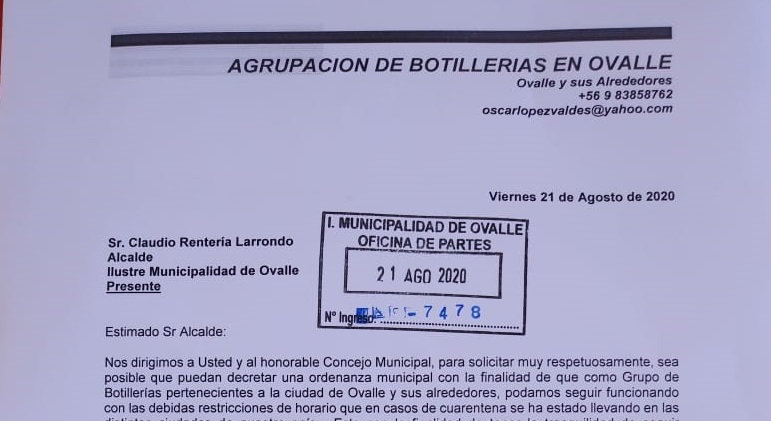 AGRUPACION DE BOTILLERIAS EN OVALLE
Ovalle y sus Alrededores
+56 9 83858762
oscarlopezvaldes@yahoo.com
Viernes 21 de Agosto de 2020
I. MUNICIPALIDAD DE OVALLE
OFICINA DE PARTES
21 AGO 2020
Nº Ingreso: 7478
Sr. Claudio Rentería Larrondo
Alcalde
Ilustre Municipalidad de Ovalle
Presente
Estimado Sr Alcalde:
Nos dirigimos a Usted y al honorable Concejo Municipal, para solicitar muy respetuosamente, sea
posible que puedan decretar una ordenanza municipal con la finalidad de que como Grupo de
Botillerías pertenecientes a la ciudad de Ovalle y sus alrededores, podamos seguir funcionando
con las debidas restricciones de horario que en casos de cuarentena se ha estado llevando en las